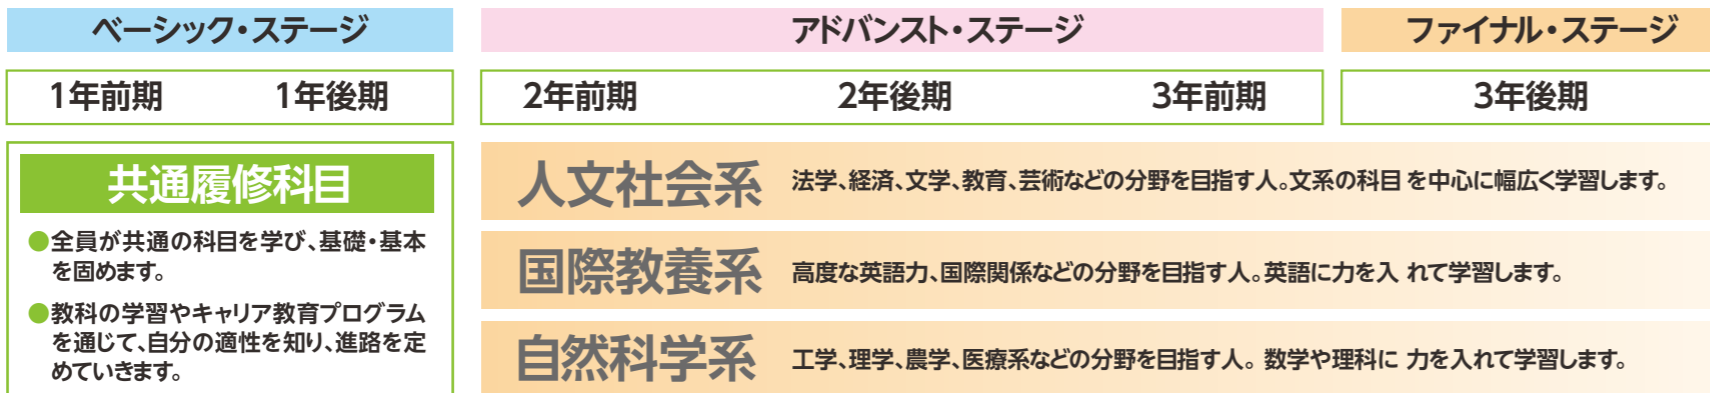 ベーシック・ステージ
アドバンスト・ステージ
ファイナル・ステージ
1年前期 1年後期
2年前期 2年後期 3年前期
3年後期
共通履修科目
●全員が共通の科目を学び、基礎・基本
を固めます。
●教科の学習やキャリア教育プログラム
を通じて、自分の適性を知り、進路を定
めていきます。
人文社会系 法学、経済、文学、教育、芸術などの分野を目指す人。文系の科目 を中心に幅広く学習します。
国際教養系 高度な英語力、国際関係などの分野を目指す人。英語に力を入 れて学習します。
自然科学系 工学、理学、農学、医療系などの分野を目指す人。 数学や理科に 力を入れて学習します。